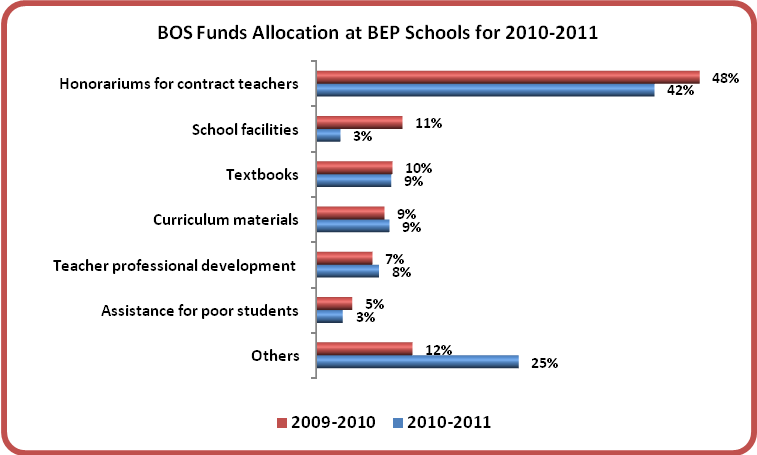 BOS Funds Allocation at BEP Schools for 2010-2011
Honorariums for contract teachers
48%
42%
School facilities
11%
3%
Textbooks
10%
9%
Curriculum materials
9%
9%
Teacher professional development
7%
8%
Assistance for poor students
5%
3%
Others
12%
25%
2009-2010 2010-2011